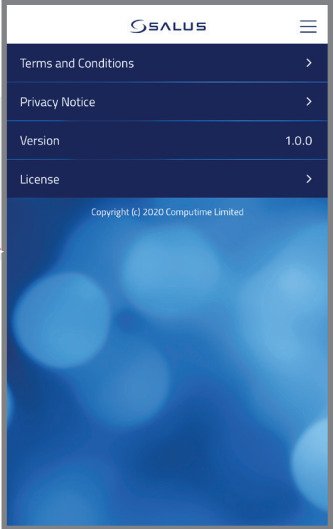 SALUS
Terms and Conditions
Privacy Notice
Version 1.0.0
License
Copyright (c) 2020 Computime Limited